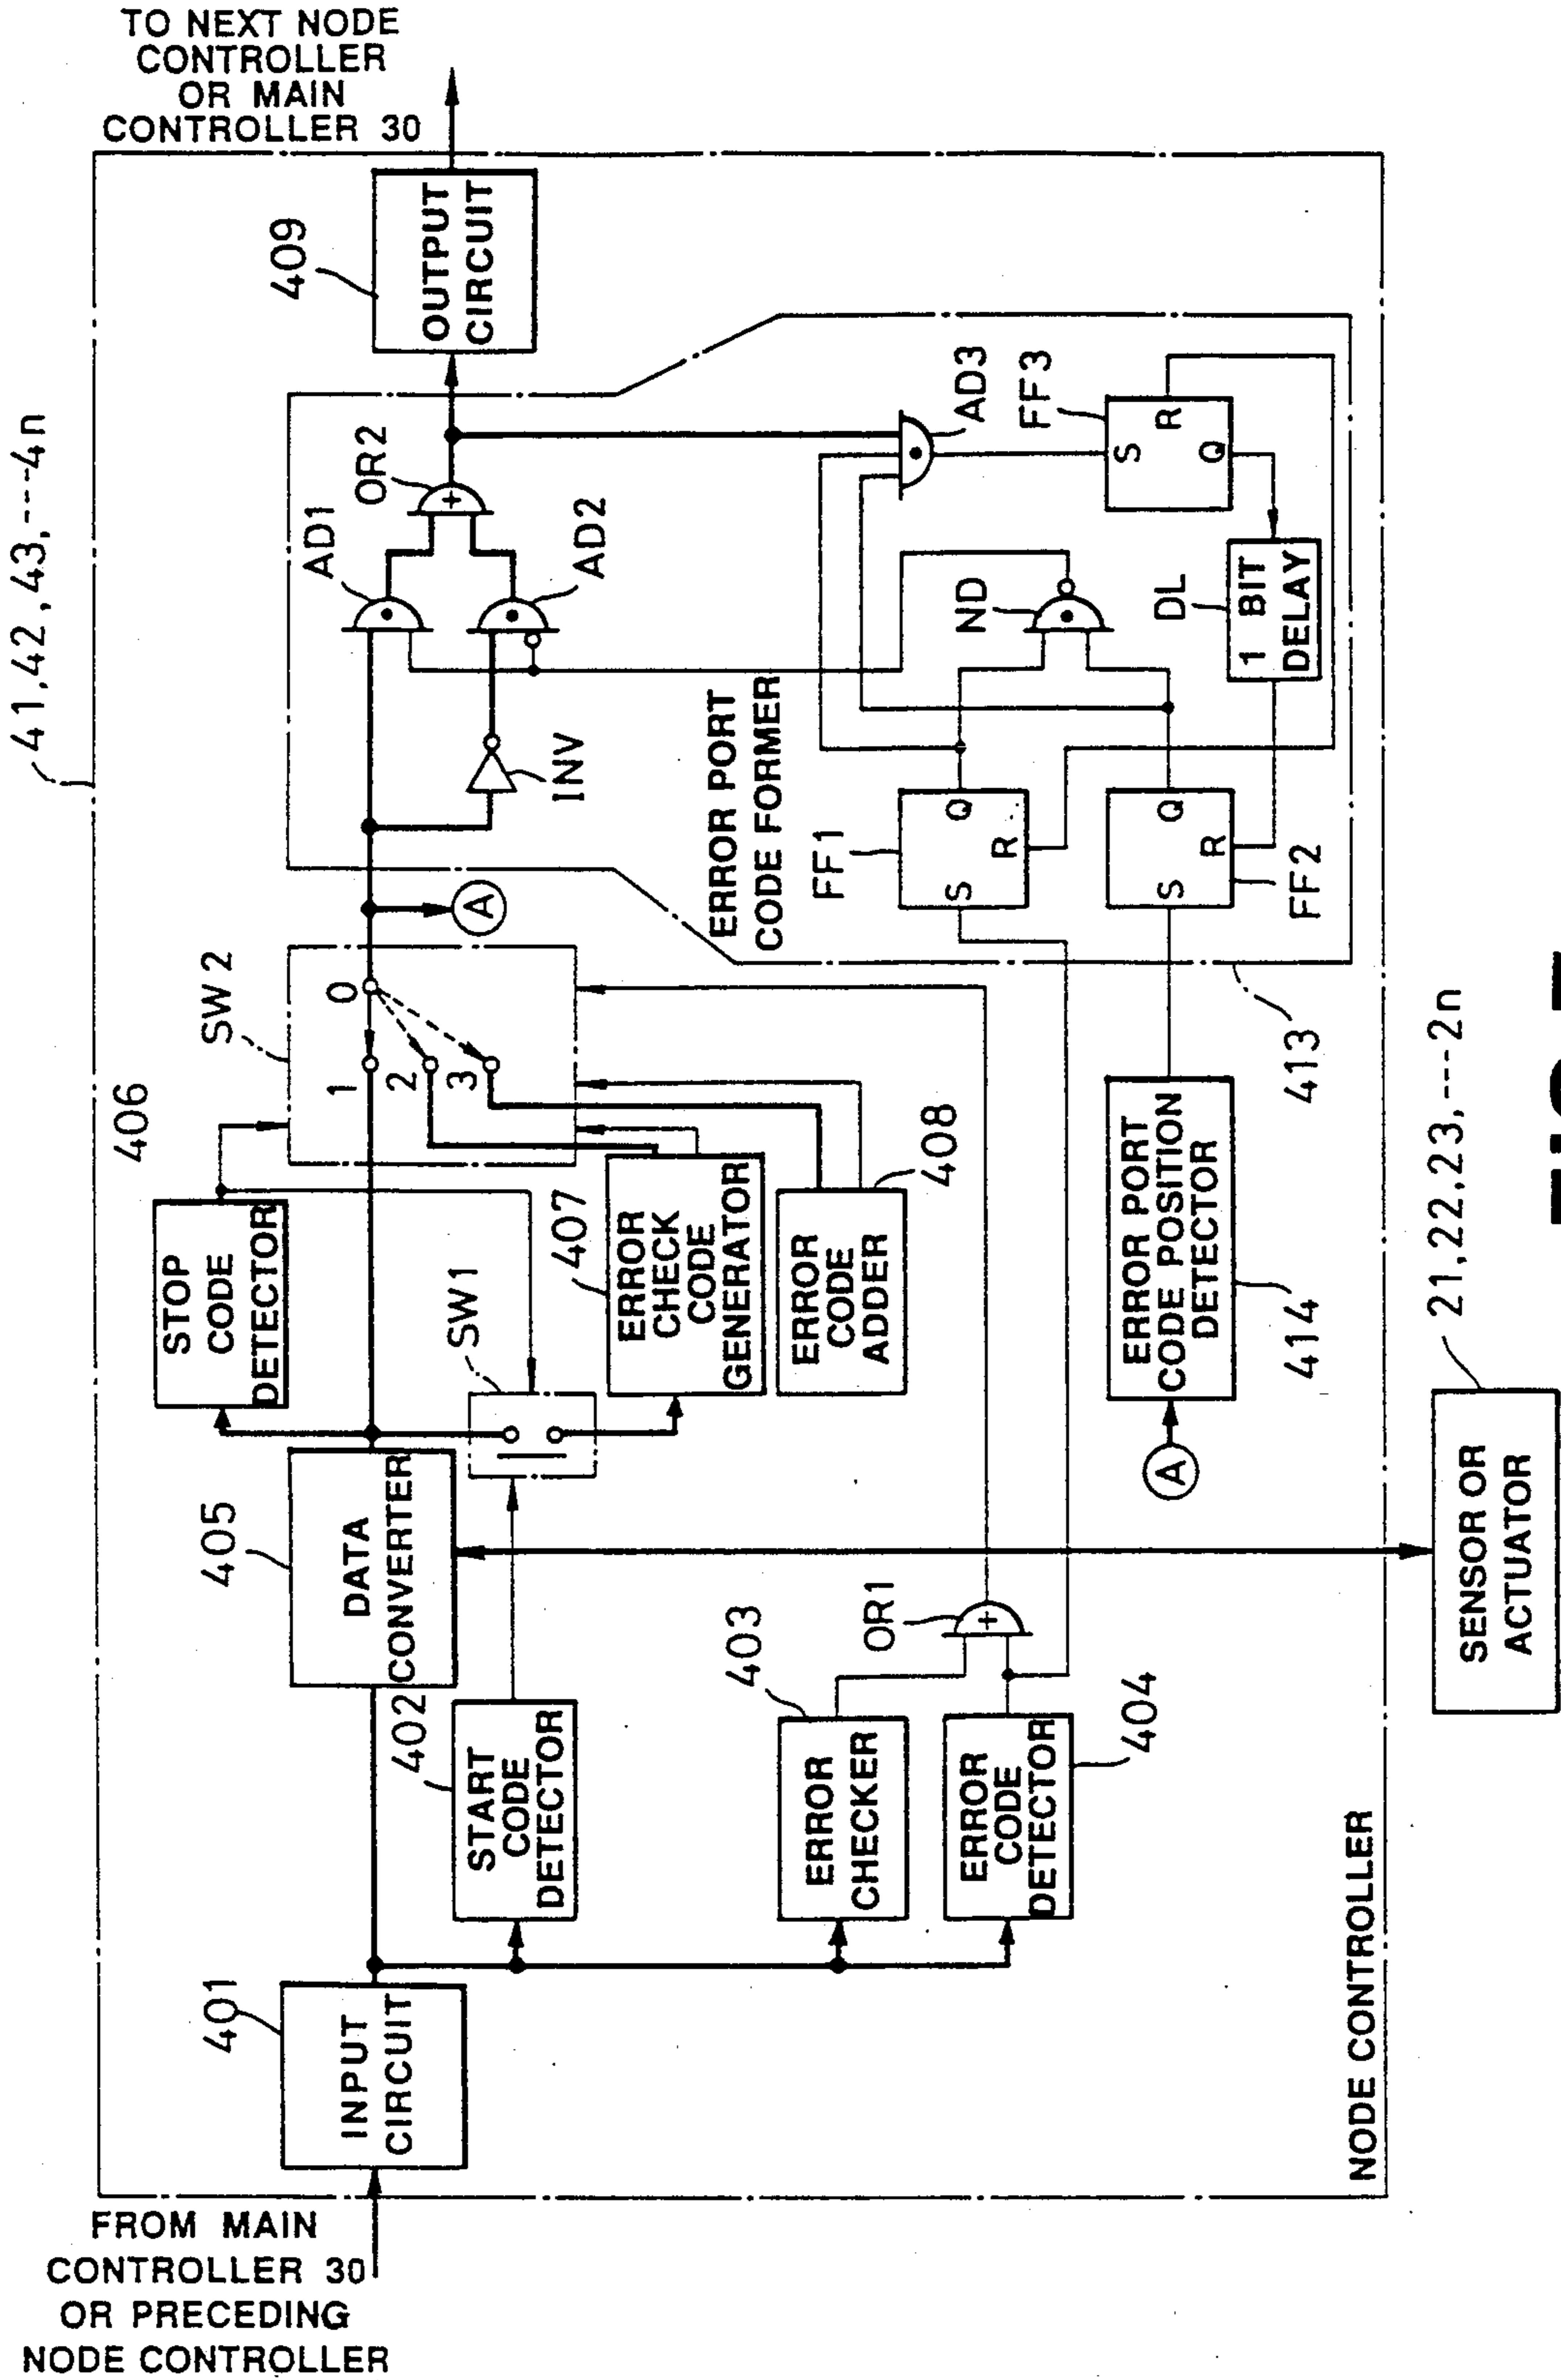 41,42,43,---4n
TO NEXT NODE
CONTROLLER
OR MAIN
CONTROLLER 30
FROM MAIN
CONTROLLER 30
OR PRECEDING
NODE CONTROLLER
401
INPUT
CIRCUIT
402
START
CODE
DETECTOR
403
ERROR
CHECKER
404
ERROR
CODE
DETECTOR
OR1
+
405
DATA
CONVERTER
406
STOP
CODE
DETECTOR
SW1
407
ERROR
CHECK
CODE
GENERATOR
408
ERROR
CODE
ADDER
SW2
0
1
2
3
A
INV
AD1
AD2
OR2
+
409
OUTPUT
CIRCUIT
ERROR PORT
CODE FORMER
FF1
S
Q
R
FF2
S
Q
R
ND
AD3
FF3
S
R
Q
DL
1 BIT
DELAY
413
A
ERROR PORT
CODE POSITION
DETECTOR
414
NODE CONTROLLER
SENSOR OR
ACTUATOR
21,22,23,---2n